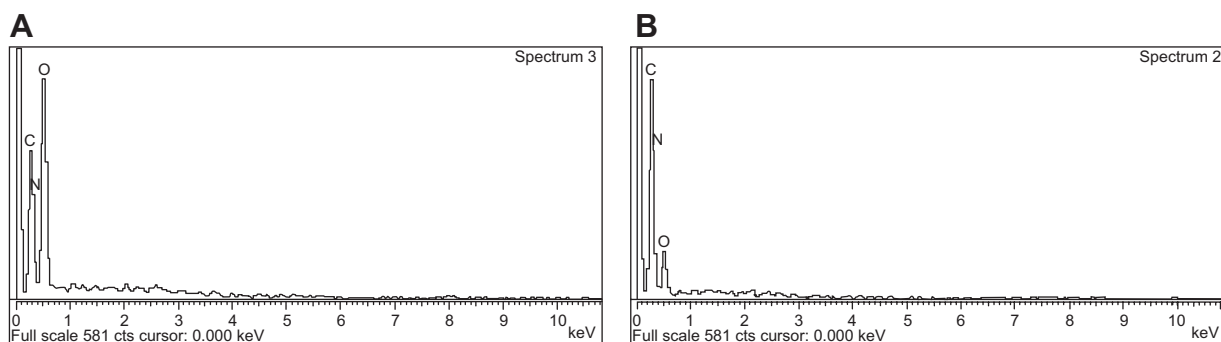 A
Spectrum 3
O
C
N
0 1 2 3 4 5 6 7 8 9 10
Full scale 581 cts cursor: 0.000 keV keV
B
Spectrum 2
C
N
O
0 1 2 3 4 5 6 7 8 9 10
Full scale 581 cts cursor: 0.000 keV keV